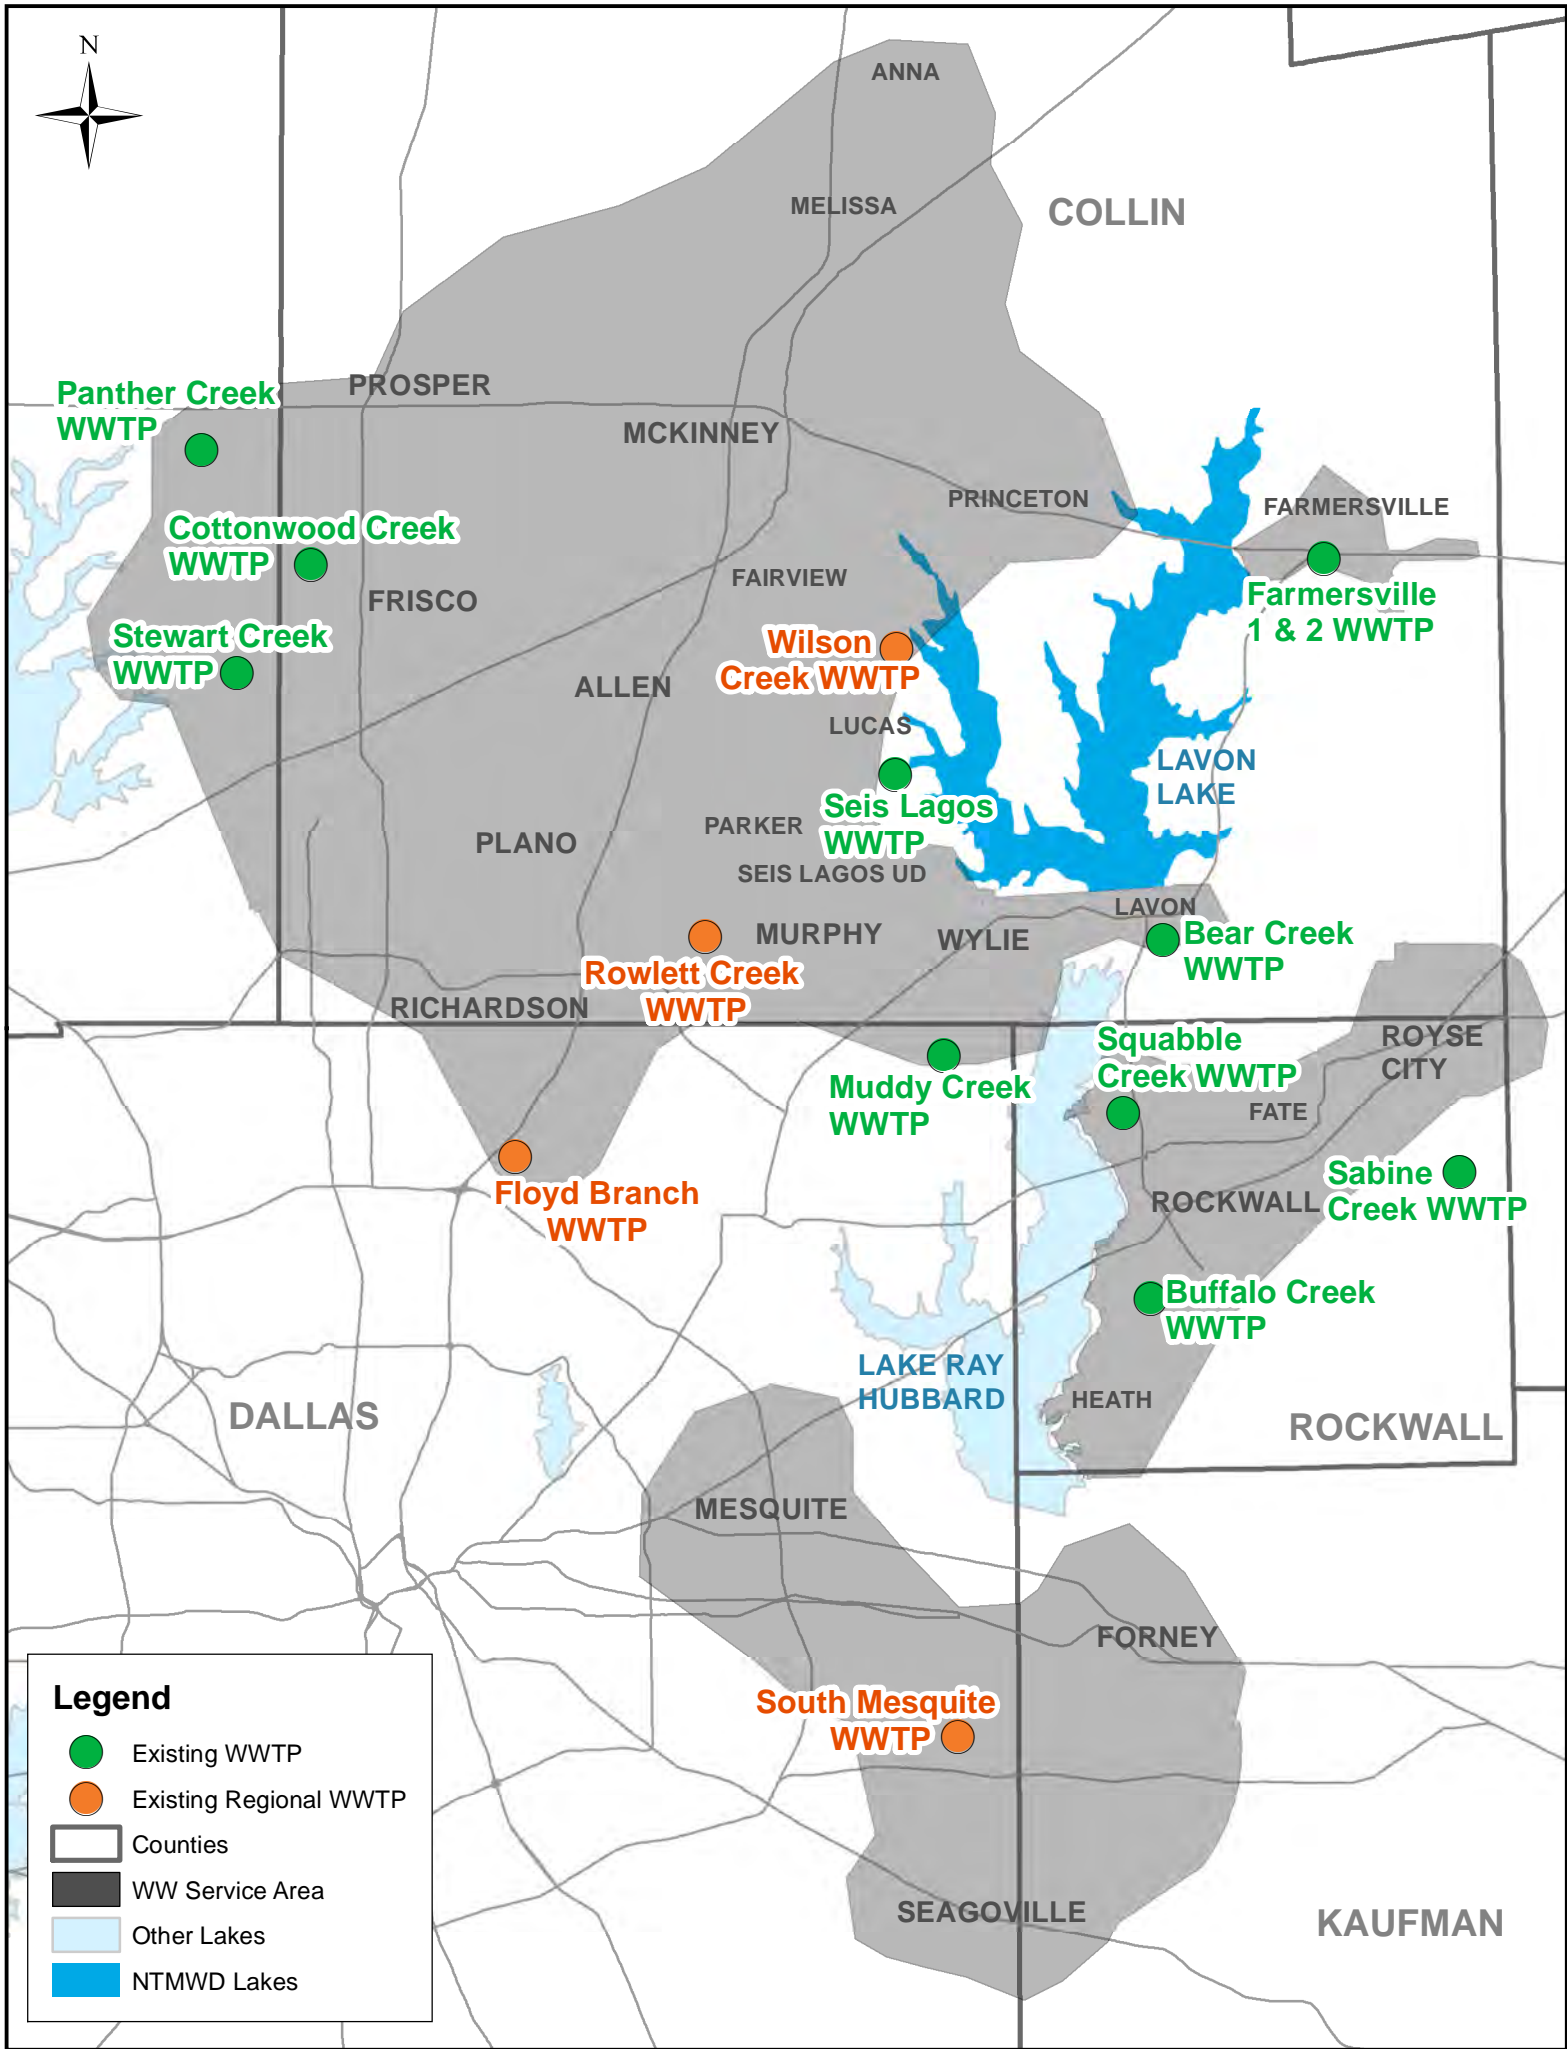 N
ANNA
MELISSA
COLLIN
Panther Creek
WWTP
PROSPER
MCKINNEY
PRINCETON
FARMERSVILLE
Cottonwood Creek
WWTP
FAIRVIEW
FRISCO
Farmersville
1 & 2 WWTP
Stewart Creek
WWTP
Wilson
Creek WWTP
ALLEN
LUCAS
LAVON
LAKE
Seis Lagos
WWTP
PARKER
PLANO
SEIS LAGOS UD
LAVON
MURPHY
WYLIE
Bear Creek
WWTP
Rowlett Creek
WWTP
RICHARDSON
ROYSE
CITY
Squabble
Creek WWTP
Muddy Creek
WWTP
FATE
Sabine
Creek WWTP
Floyd Branch
WWTP
ROCKWALL
Buffalo Creek
WWTP
LAKE RAY
HUBBARD
HEATH
DALLAS
ROCKWALL
MESQUITE
FORNEY
South Mesquite
WWTP
SEAGOVILLE
KAUFMAN
Legend
Existing WWTP
Existing Regional WWTP
Counties
WW Service Area
Other Lakes
NTMWD Lakes